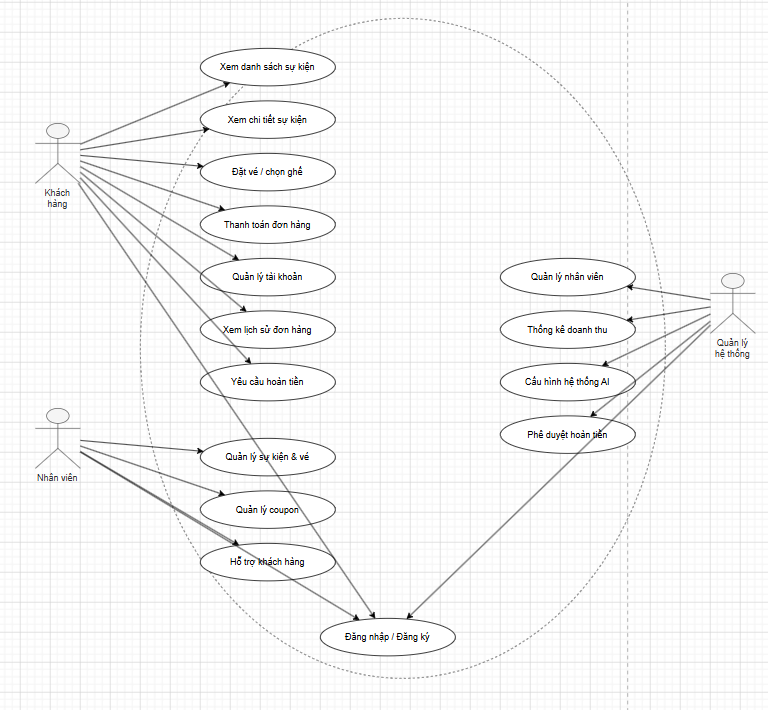 Xem danh sách sự kiện
Xem chi tiết sự kiện
Khách
hàng
Đặt vé / chọn ghế
Thanh toán đơn hàng
Quản lý tài khoản
Xem lịch sử đơn hàng
Yêu cầu hoàn tiền
Quản lý nhân viên
Thống kê doanh thu
Quản lý
hệ thống
Cấu hình hệ thống AI
Phê duyệt hoàn tiền
Nhân viên
Quản lý sự kiện & vé
Quản lý coupon
Hỗ trợ khách hàng
Đăng nhập / Đăng ký